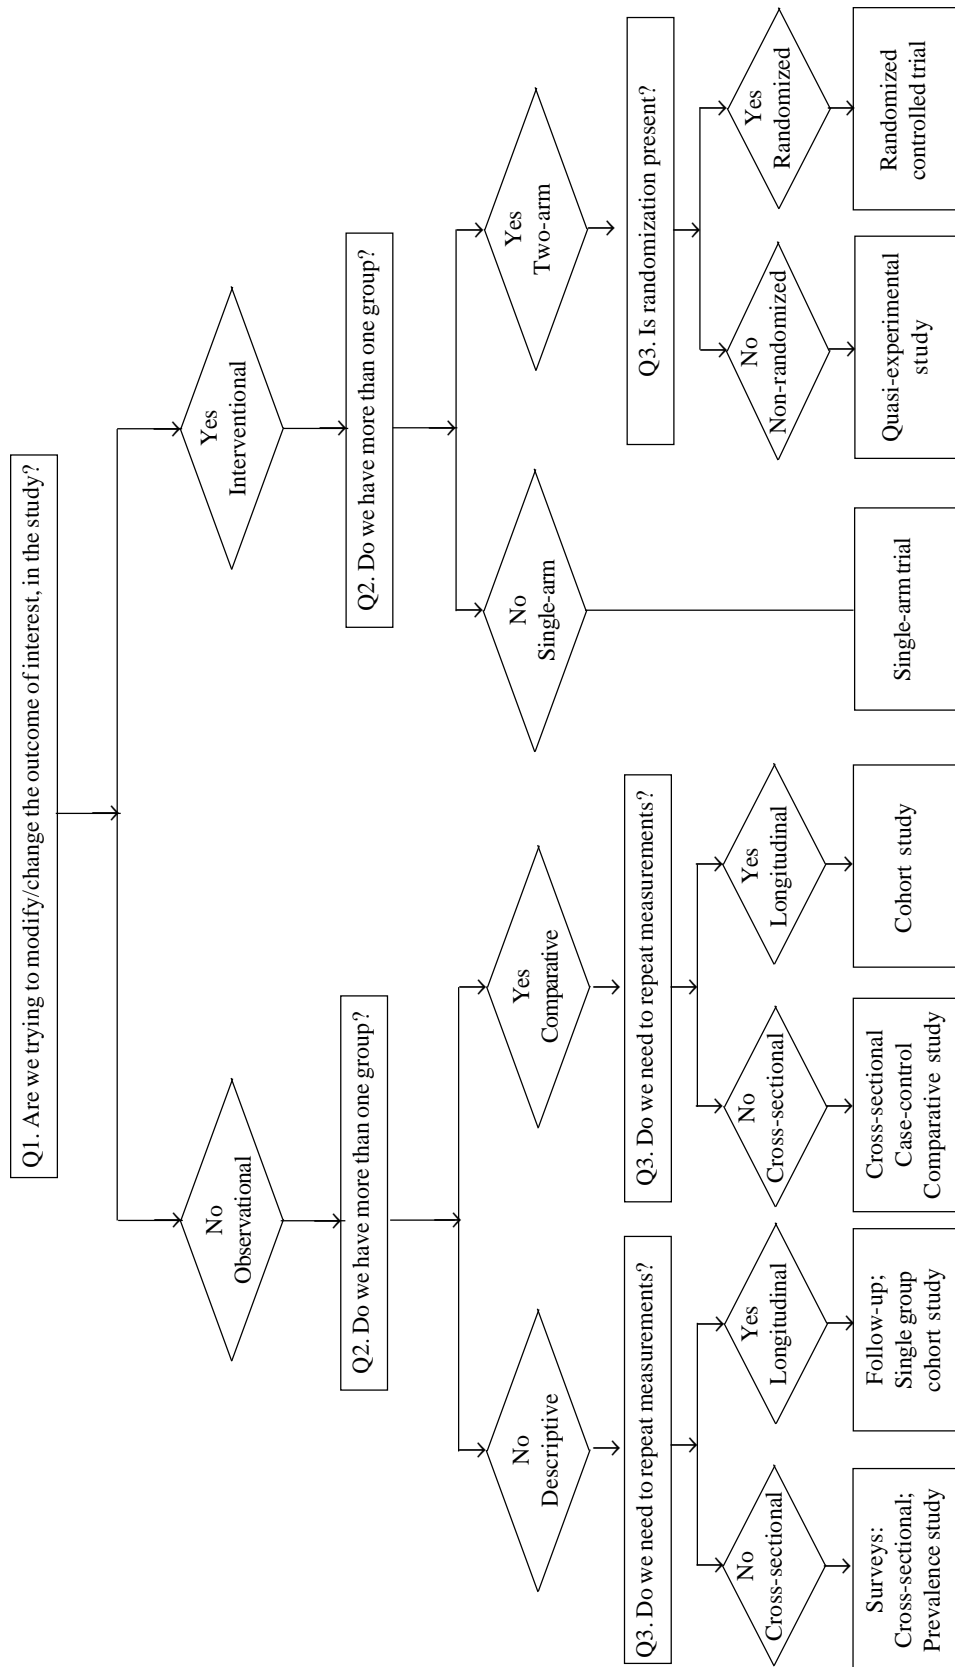 Q1. Are we trying to modify/change the outcome of interest, in the study?
No
Observational
Yes
Interventional
Q2. Do we have more than one group?
Q2. Do we have more than one group?
No
Descriptive
Yes
Comparative
No
Single-arm
Yes
Two-arm
Q3. Do we need to repeat measurements?
Q3. Do we need to repeat measurements?
Q3. Is randomization present?
No
Cross-sectional
Yes
Longitudinal
No
Cross-sectional
Yes
Longitudinal
No
Non-randomized
Yes
Randomized
Surveys:
Cross-sectional;
Prevalence study
Follow-up;
Single group
cohort study
Cross-sectional
Case-control
Comparative study
Cohort study
Single-arm trial
Quasi-experimental
study
Randomized
controlled trial